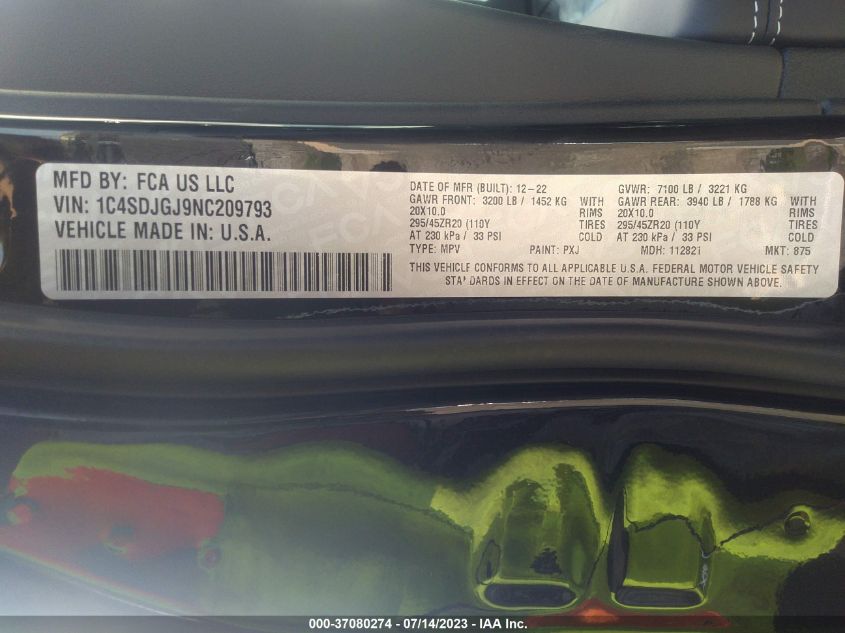 MFD BY: FCA US LLC
VIN: 1C4SDJGJ9NC209793
VEHICLE MADE IN: U.S.A.
DATE OF MFR (BUILT): 12-22 GVWR: 7100 LB / 3221 KG
GAWR FRONT: 3200 LB / 1452 KG WITH GAWR REAR: 3940 LB / 1788 KG WITH
20X10.0 RIMS 20X10.0 RIMS
295/45ZR20 (110Y TIRES 295/45ZR20 (110Y TIRES
AT 230 kPa / 33 PSI COLD AT 230 kPa / 33 PSI COLD
TYPE: MPV PAINT: PXJ MDH: 112821 MKT: 875
THIS VEHICLE CONFORMS TO ALL APPLICABLE U.S.A. FEDERAL MOTOR VEHICLE SAFETY
STA DARDS IN EFFECT ON THE DATE OF MANUFACTURE SHOWN ABOVE.
000-37080274 - 07/14/2023 - IAA Inc.